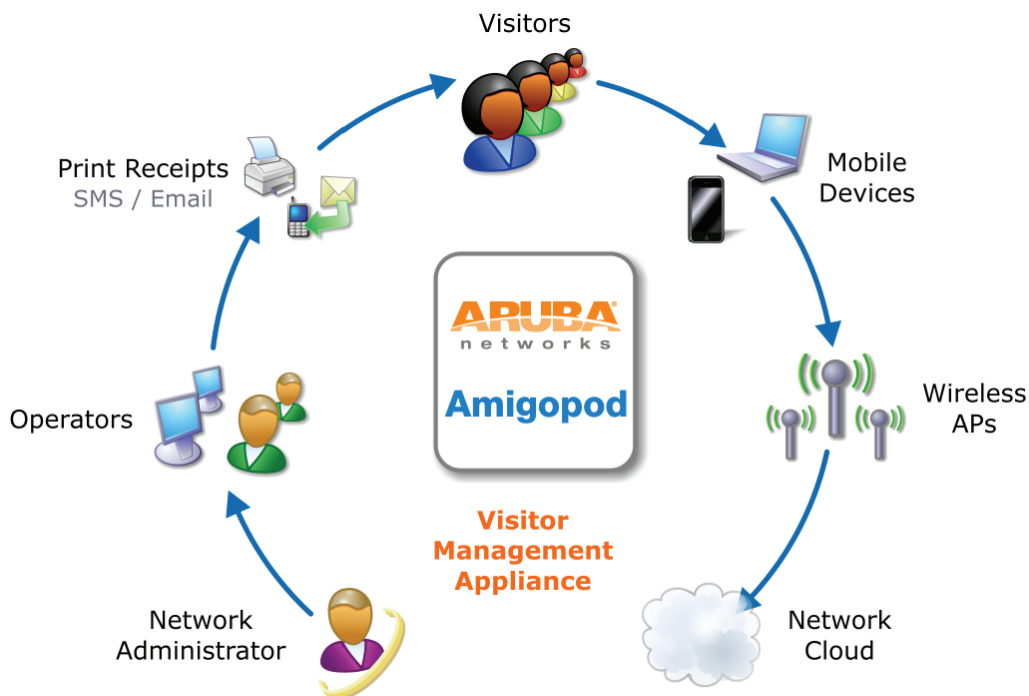 Visitors
Print Receipts
SMS / Email
Mobile
Devices
ARUBA®
networks
Amigopod
Operators
Wireless
APs
Visitor
Management
Appliance
Network
Administrator
Network
Cloud